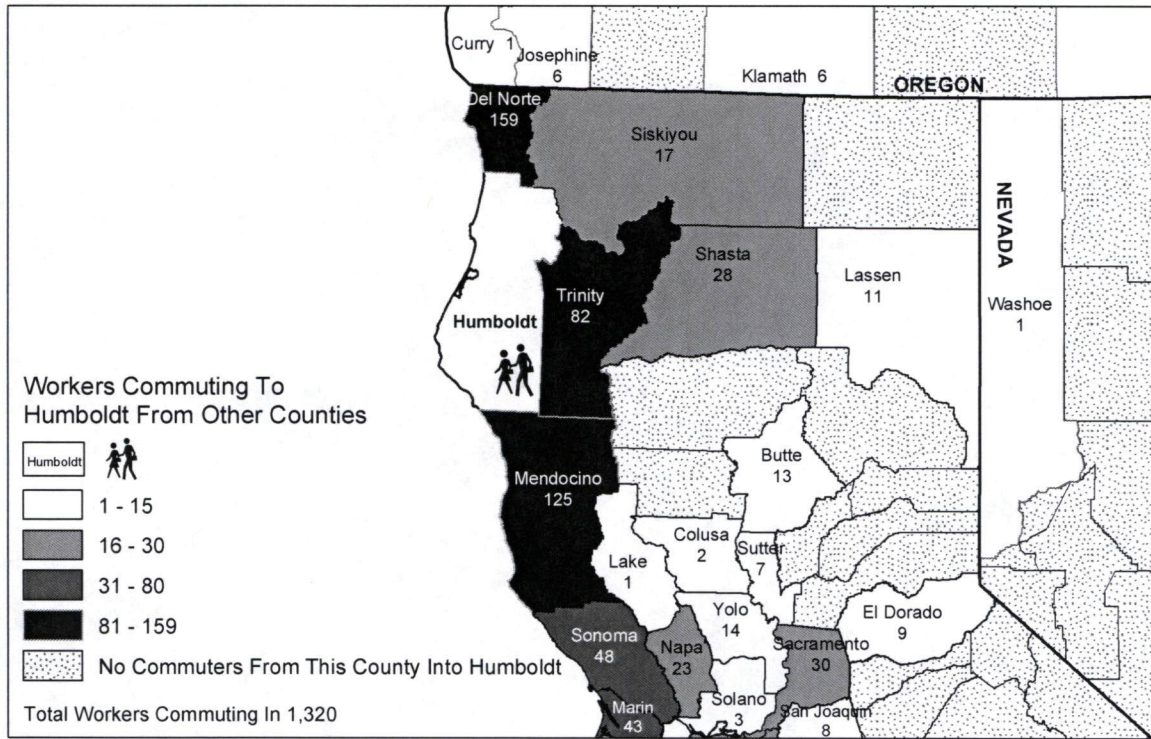 Curry 1
Josephine
6
Klamath 6
OREGON
Del Norte
159
Siskiyou
17
NEVADA
Shasta
28
Lassen
11
Trinity
82
Washoe
1
Humboldt
Workers Commuting To
Humboldt From Other Counties
Humboldt
1 - 15
16 - 30
31 - 80
81 - 159
No Commuters From This County Into Humboldt
Total Workers Commuting In 1,320
Butte
13
Mendocino
125
Colusa
2
Sutter
7
Lake
1
Yolo
14
El Dorado
9
Sonoma
48
Napa
23
Sacramento
30
Solano
3
Marin
43
San Joaquin
8